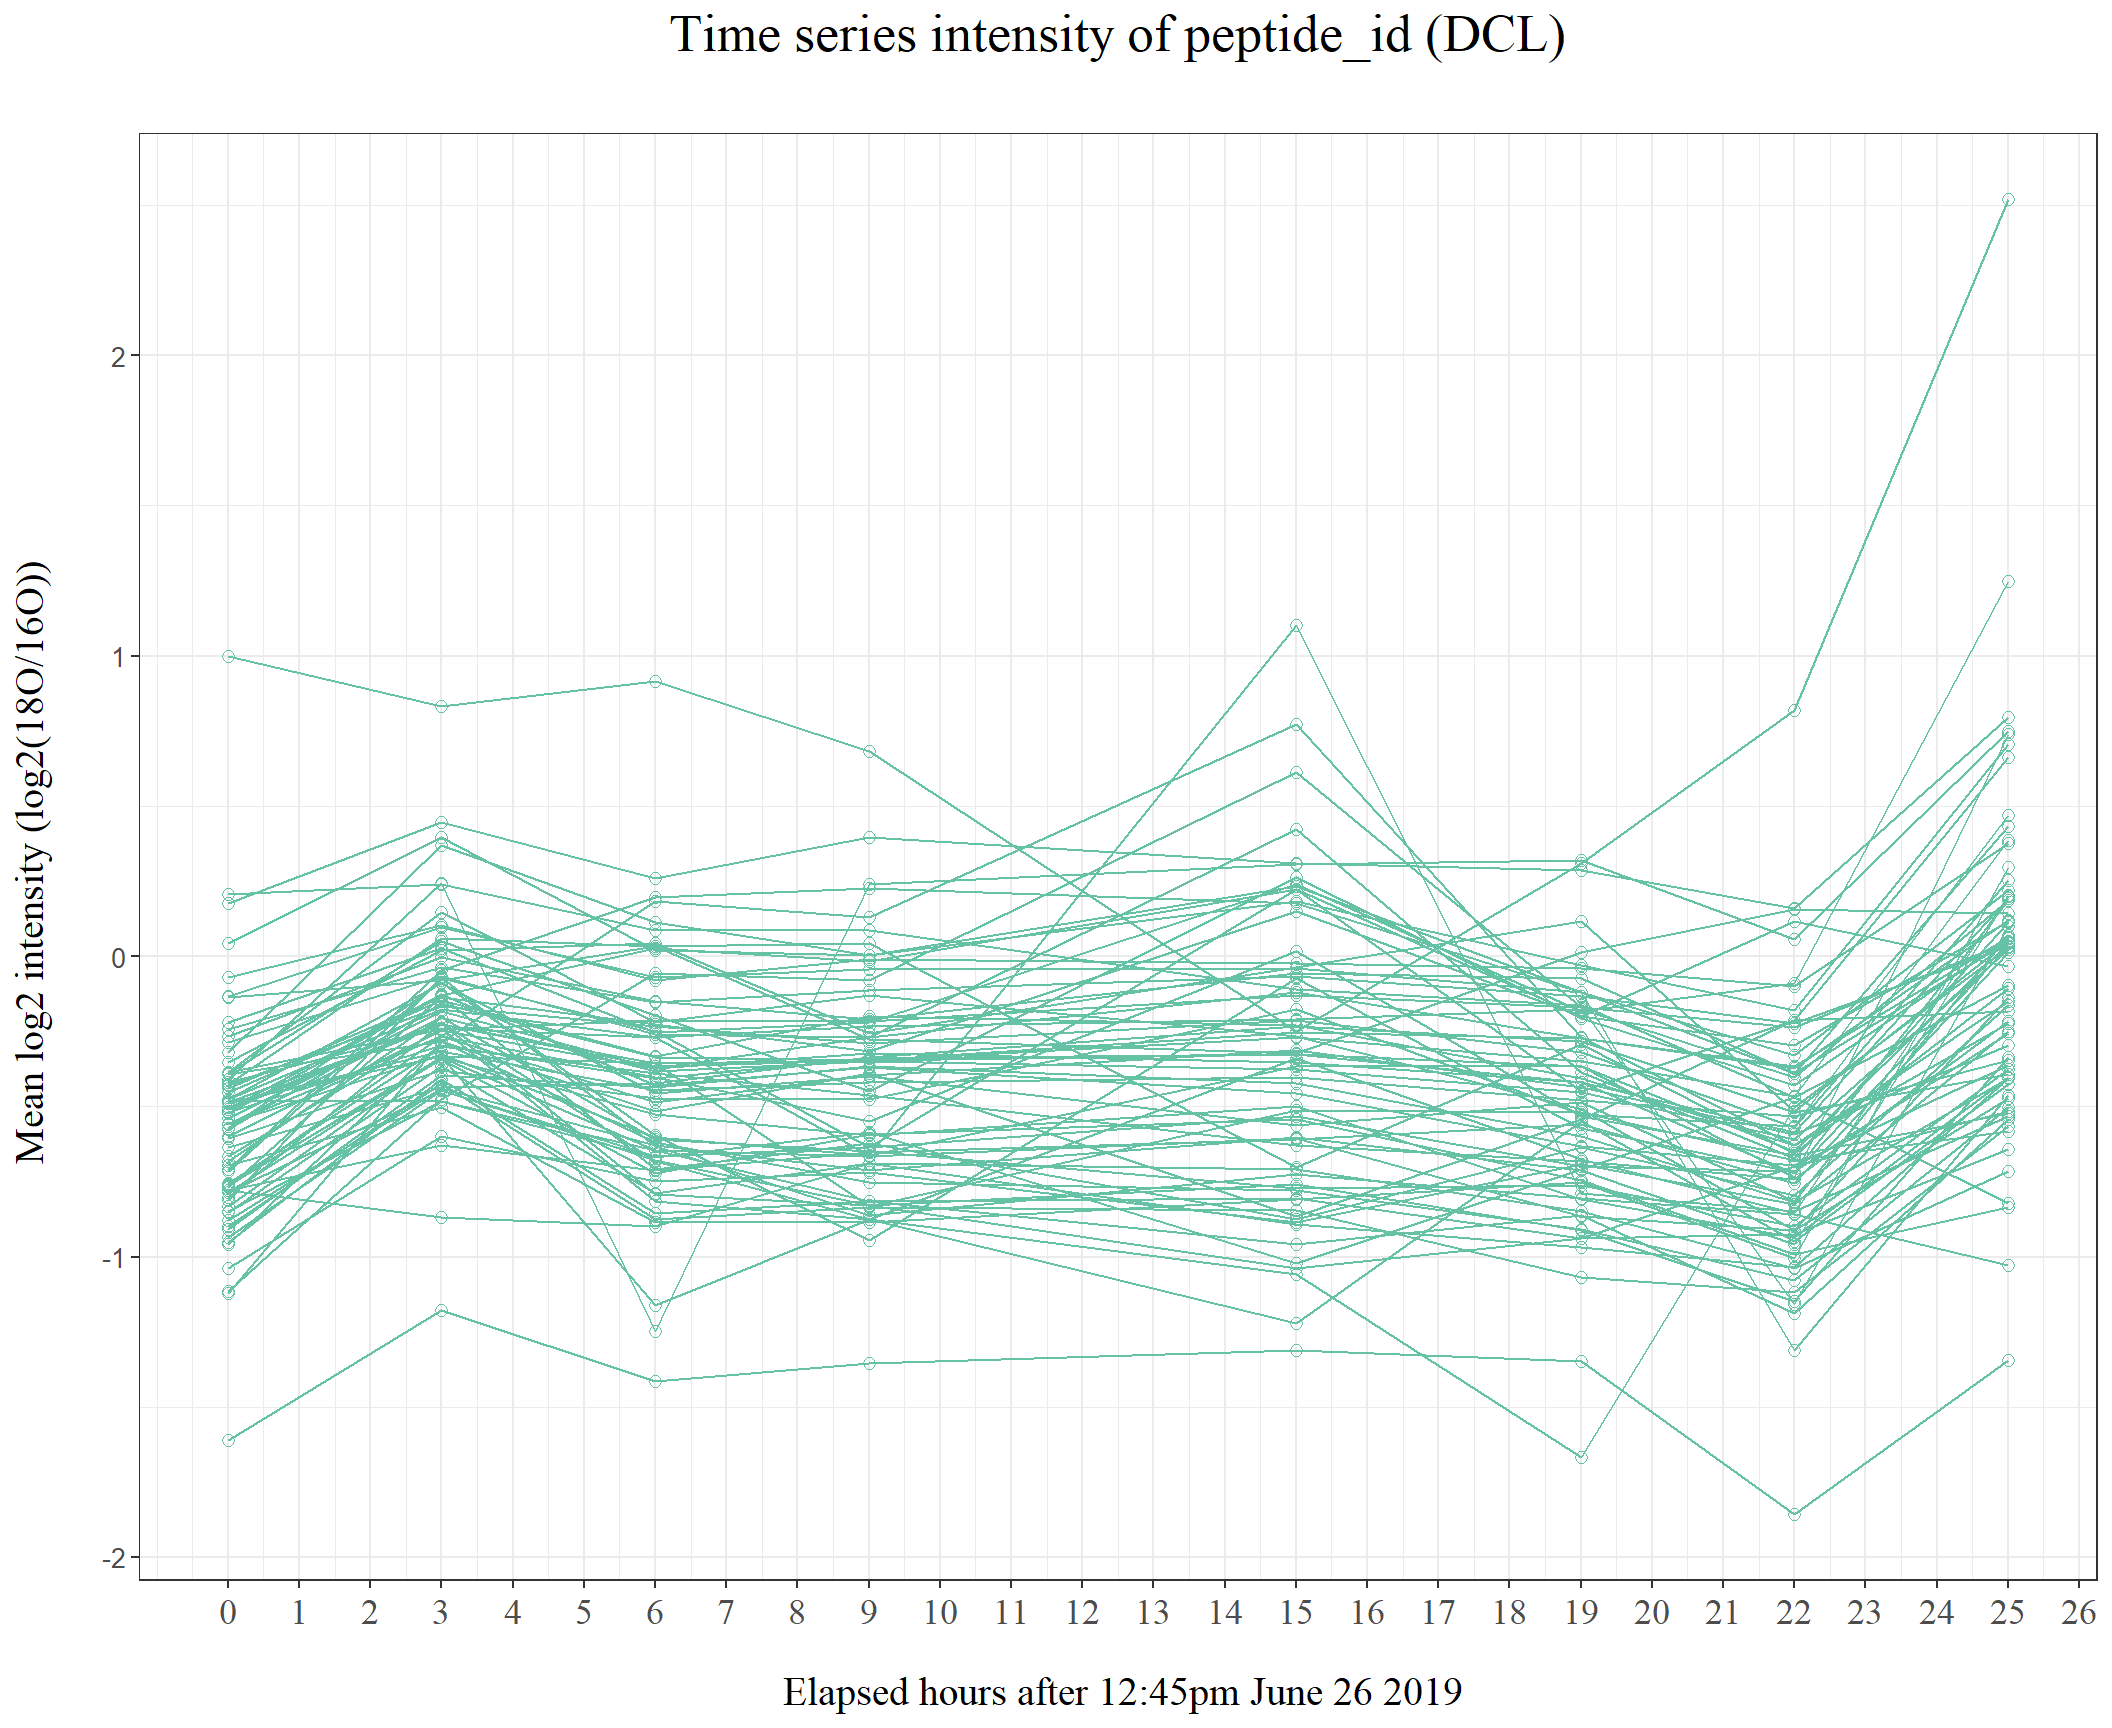 Time series intensity of peptide_id (DCL)
Mean log2 intensity (log2(18O/16O))
2
1
0
-1
-2
0 1 2 3 4 5 6 7 8 9 10 11 12 13 14 15 16 17 18 19 20 21 22 23 24 25 26
Elapsed hours after 12:45pm June 26 2019